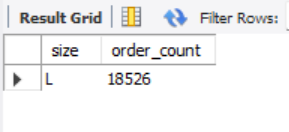 Result Grid Filter Rows:
size order_count
L 18526